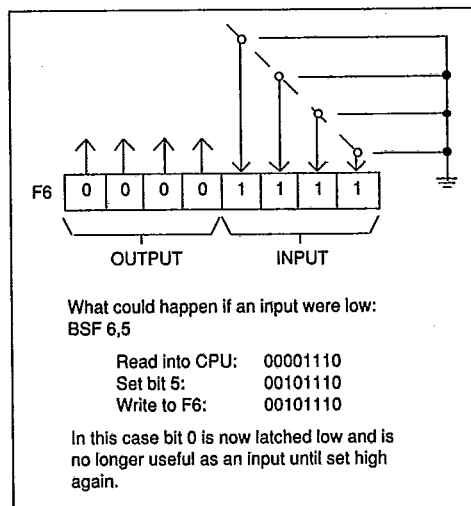 F6 0 0 0 0 1 1 1 1
OUTPUT INPUT
What could happen if an input were low:
BSF 6,5
Read into CPU: 00001110
Set bit 5: 00101110
Write to F6: 00101110
In this case bit 0 is now latched low and is
no longer useful as an input until set high
again.